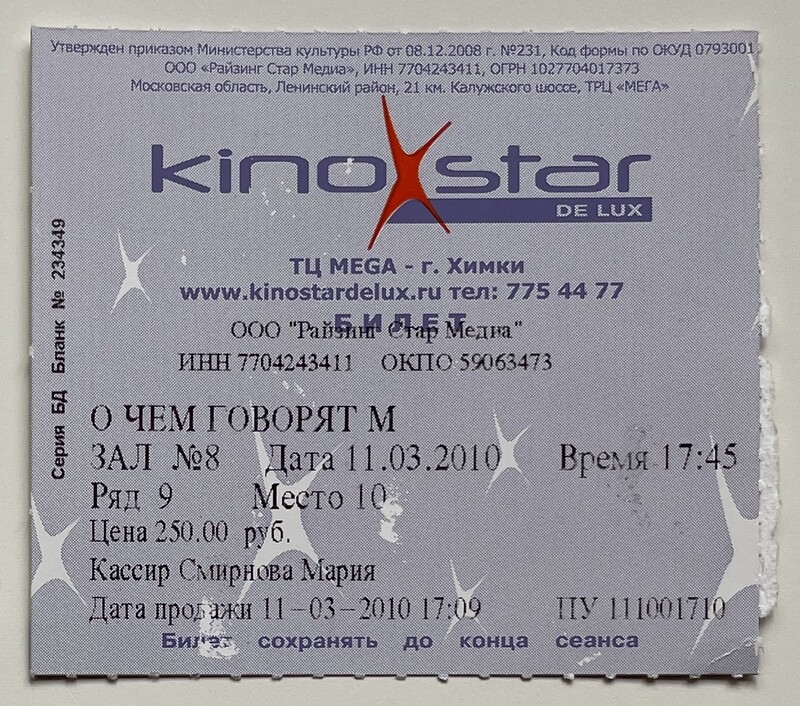 Утвержден приказом Министерства культуры РФ от 08.12.2008 г. №231, Код формы по ОКУД 0793001
ООО «Райзинг Стар Медиа», ИНН 7704243411, ОГРН 1027704017373
Московская область, Ленинский район, 21 км. Калужского шоссе, ТРЦ «МЕГА»
kinostar
DE LUX
ТЦ MEGA - г. Химки
www.kinostardelux.ru тел: 775 44 77
БИЛЕТ
ООО "Райзинг Стар Медиа"
ИНН 7704243411 ОКПО 59063473
О ЧЕМ ГОВОРЯТ М
ЗАЛ №8 Дата 11.03.2010 Время 17:45
Ряд 9 Место 10
Цена 250.00 руб.
Кассир Смирнова Мария
Дата продажи 11-03-2010 17:09 ПУ 111001710
Билет сохранять до конца сеанса
Серия БД Бланк № 234349